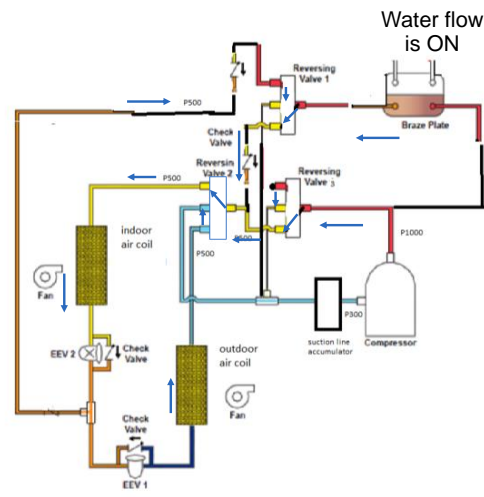 Water flow
is ON
Reversing
Valve 1
P500
Braze Plate
Check
Valve
Reversin
Valve 2
Reversing
Valve 3
P500
P500
P500
P1000
indoor
air coil
Fan
P300
suction line
accumulator
Compressor
EEV 2
Check
Valve
outdoor
air coil
Fan
Check
Valve
EEV 1